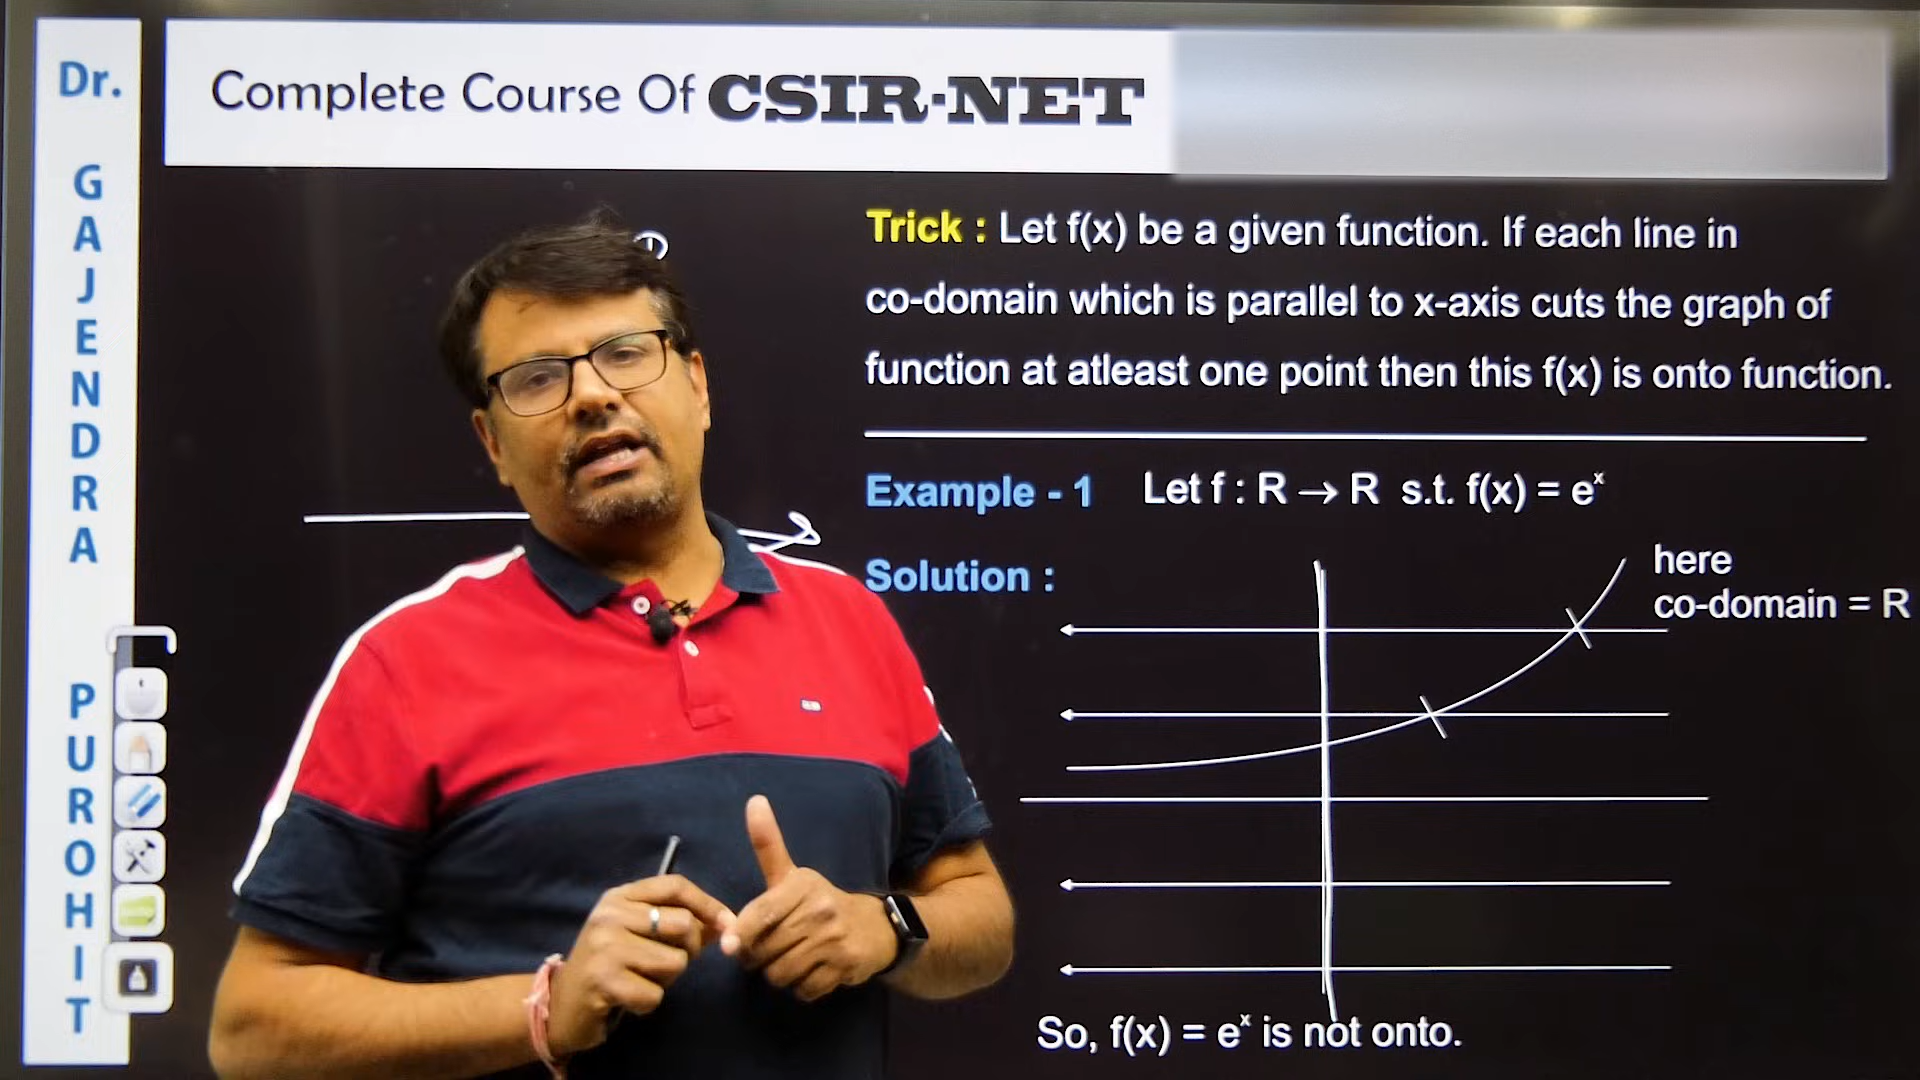 Dr.
GAJENDRA
PUROHIT
Complete Course Of CSIR-NET
Trick : Let f(x) be a given function. If each line in
co-domain which is parallel to x-axis cuts the graph of
function at atleast one point then this f(x) is onto function.
Example - 1 Let f : R → R s.t. f(x) = eˣ
Solution :
here
co-domain = R
So, f(x) = eˣ is not onto.